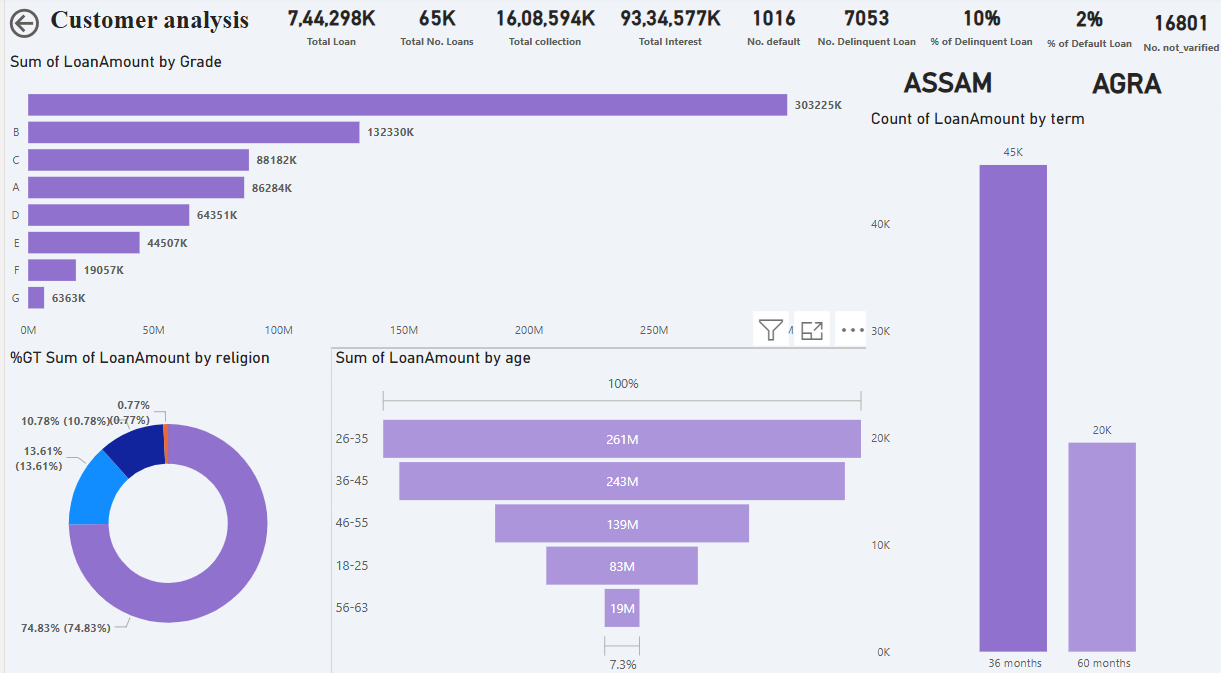 Customer analysis
7,44,298K
Total Loan
65K
Total No. Loans
16,08,594K
Total collection
93,34,577K
Total Interest
1016
No. default
7053
No. Delinquent Loan
10%
% of Delinquent Loan
2%
% of Default Loan
16801
No. not_varified
Sum of LoanAmount by Grade
303225K
B 132330K
C 88182K
A 86284K
D 64351K
E 44507K
F 19057K
G 6363K
0M 50M 100M 150M 200M 250M
ASSAM
AGRA
Count of LoanAmount by term
45K
40K
30K
20K
20K
10K
0K
36 months 60 months
%GT Sum of LoanAmount by religion
0.77%
(0.77%)
10.78% (10.78%)
13.61%
(13.61%)
74.83% (74.83%)
Sum of LoanAmount by age
100%
26-35 261M
36-45 243M
46-55 139M
18-25 83M
56-63 19M
7.3%